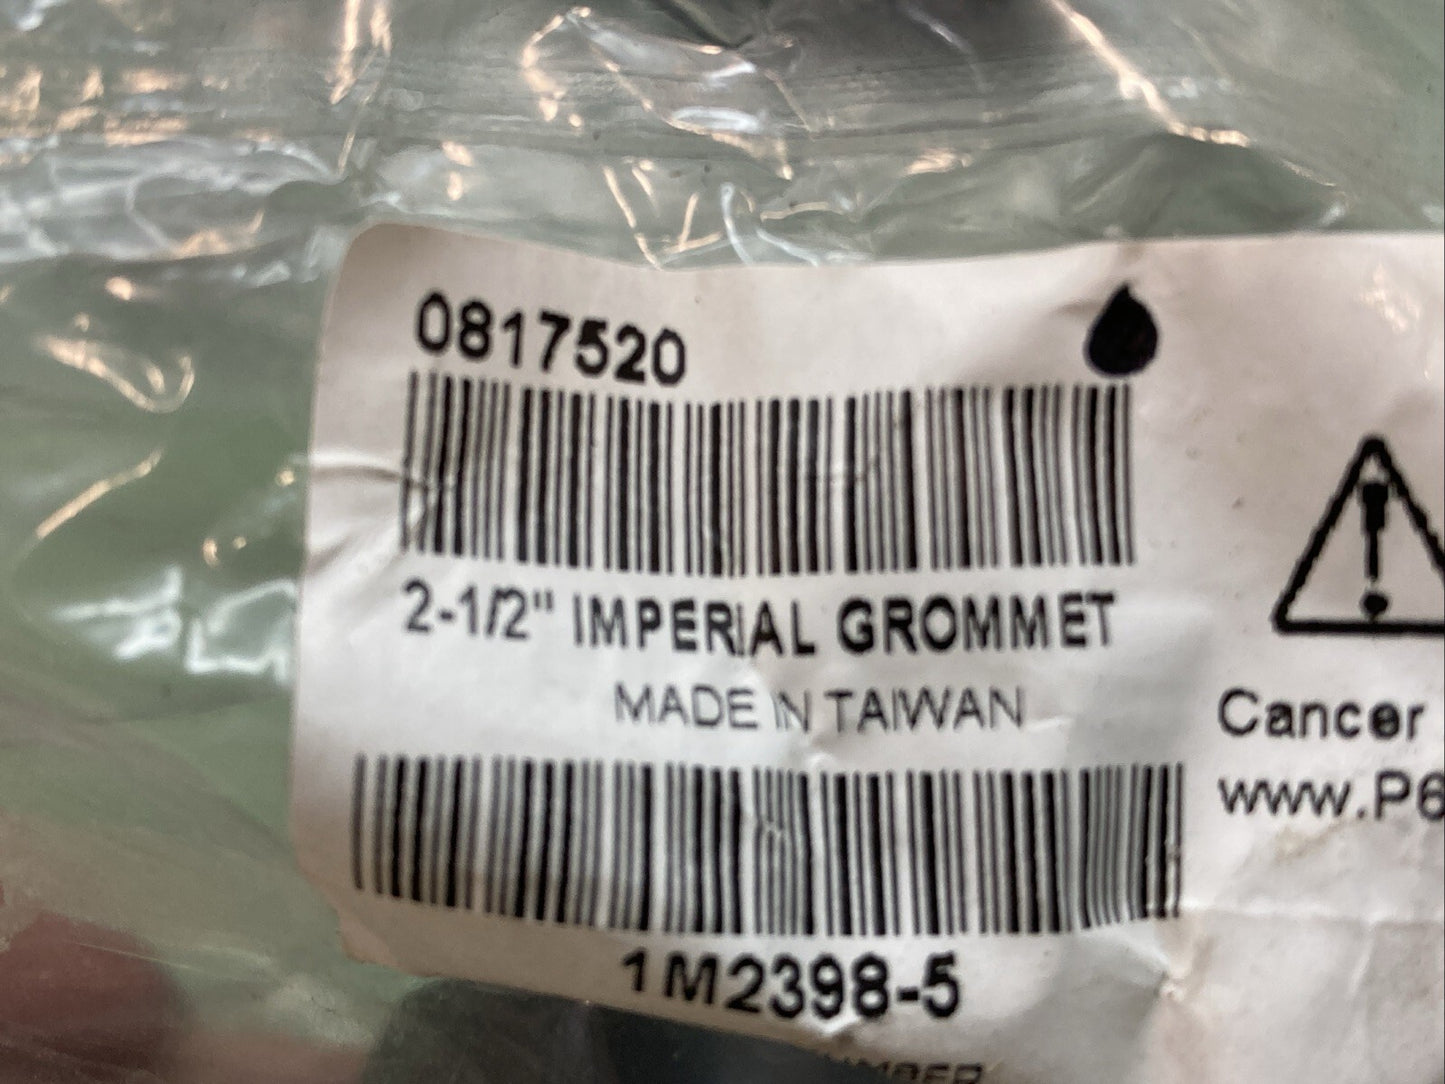 0817520
2-1/2" IMPERIAL GROMMET
MADE IN TAIWAN
1M2398-5
Cancer
www.P6